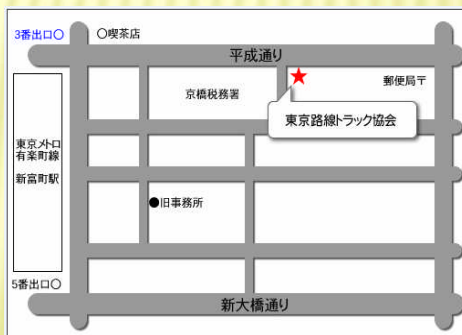 3番出口○
○喫茶店
平成通り
京橋税務署
郵便局〒
東京路線トラック協会
東京メトロ
有楽町線
新富町駅
●旧事務所
5番出口○
新大橋通り